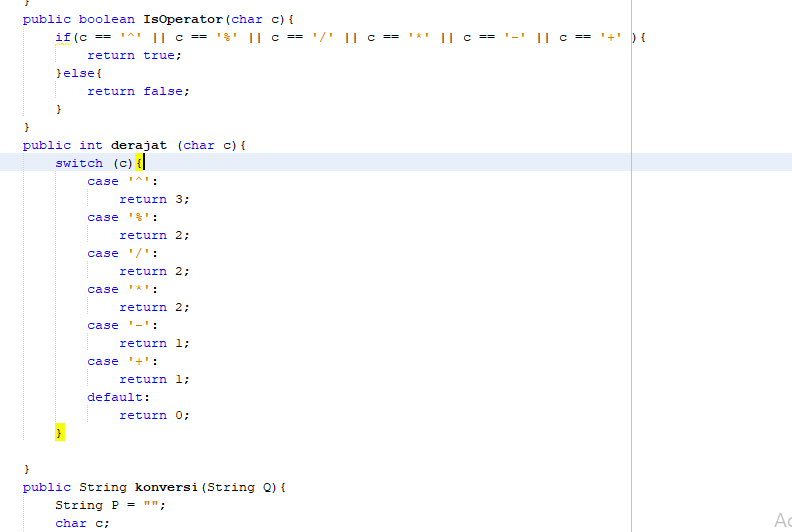 }
public boolean IsOperator(char c){
if(c == '^' || c == '%' || c == '/' || c == '*' || c == '-' || c == '+' ){
return true;
}else{
return false;
}
}
public int derajat (char c){
switch (c){
case '^':
return 3;
case '%':
return 2;
case '/':
return 2;
case '*':
return 2;
case '-':
return 1;
case '+':
return 1;
default:
return 0;
}
}
public String konversi(String Q){
String P = "";
char c;